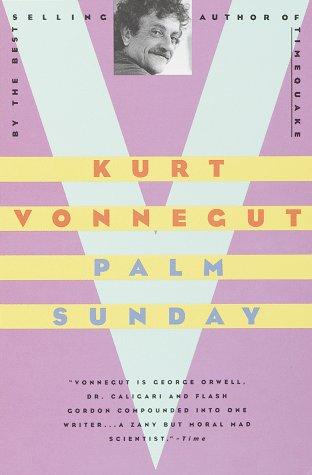 BY THE BEST
SELLING AUTHOR OF
TIMEQUAKE
KURT
VONNEGUT
PALM
SUNDAY
"VONNEGUT IS GEORGE ORWELL,
DR. CALIGARI AND FLASH
GORDON COMPOUNDED INTO ONE
WRITER...A ZANY BUT MORAL MAD
SCIENTIST."-Time